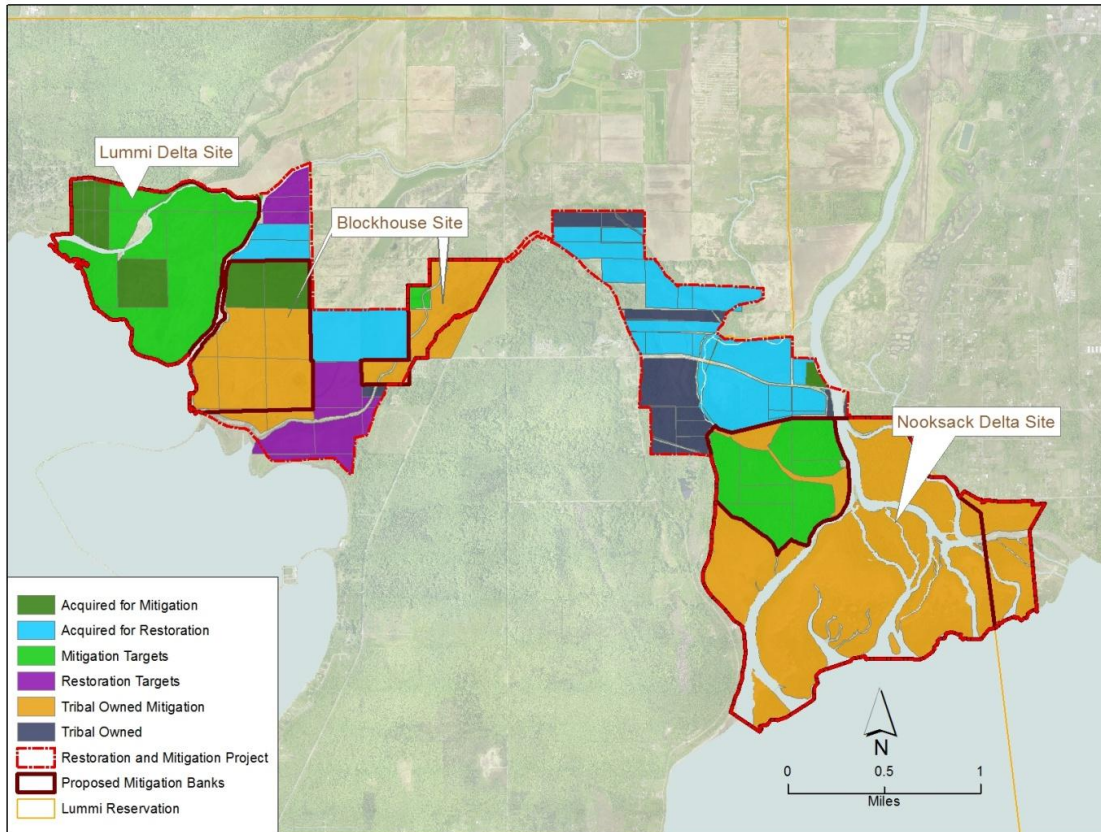 Lummi Delta Site
Blockhouse Site
Nooksack Delta Site
Acquired for Mitigation
Acquired for Restoration
Mitigation Targets
Restoration Targets
Tribal Owned Mitigation
Tribal Owned
Restoration and Mitigation Project
Proposed Mitigation Banks
Lummi Reservation
N
0 0.5 1
Miles